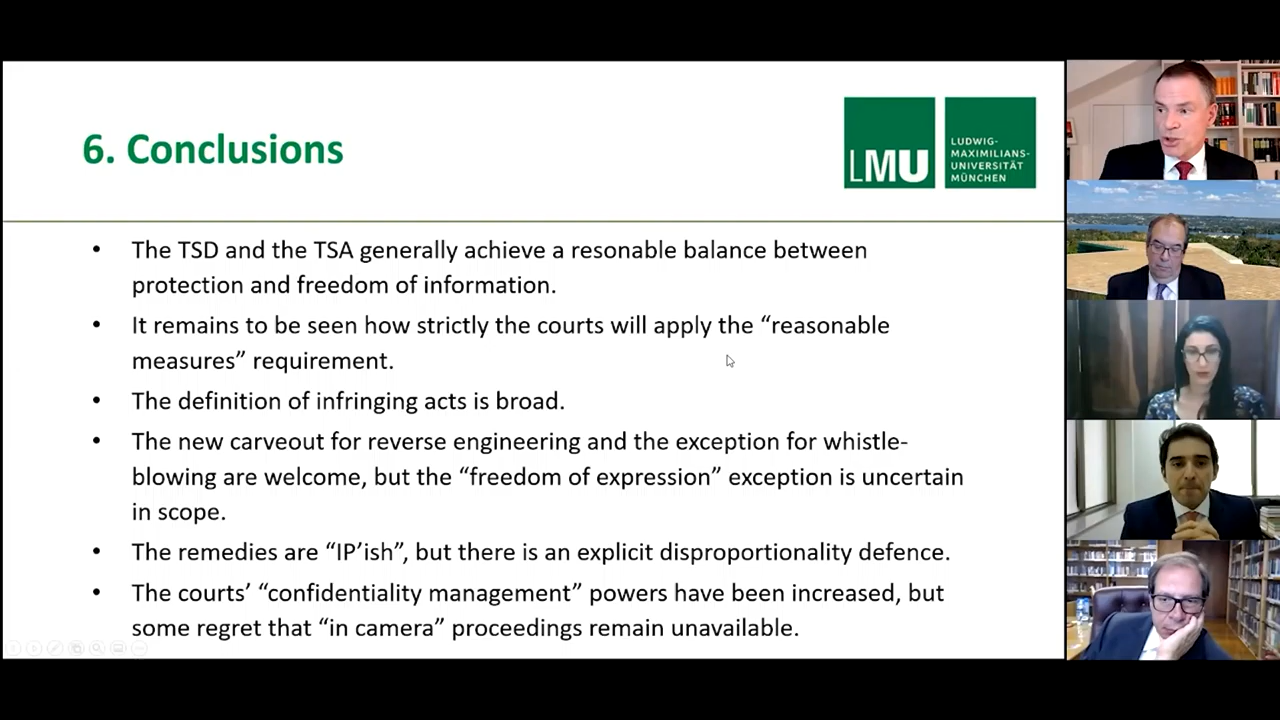 6. Conclusions
LMU
LUDWIG-
MAXIMILIANS-
UNIVERSITÄT
MÜNCHEN
• The TSD and the TSA generally achieve a resonable balance between
protection and freedom of information.
• It remains to be seen how strictly the courts will apply the “reasonable
measures” requirement.
• The definition of infringing acts is broad.
• The new carveout for reverse engineering and the exception for whistle-
blowing are welcome, but the “freedom of expression” exception is uncertain
in scope.
• The remedies are “IP’ish”, but there is an explicit disproportionality defence.
• The courts’ “confidentiality management” powers have been increased, but
some regret that “in camera” proceedings remain unavailable.